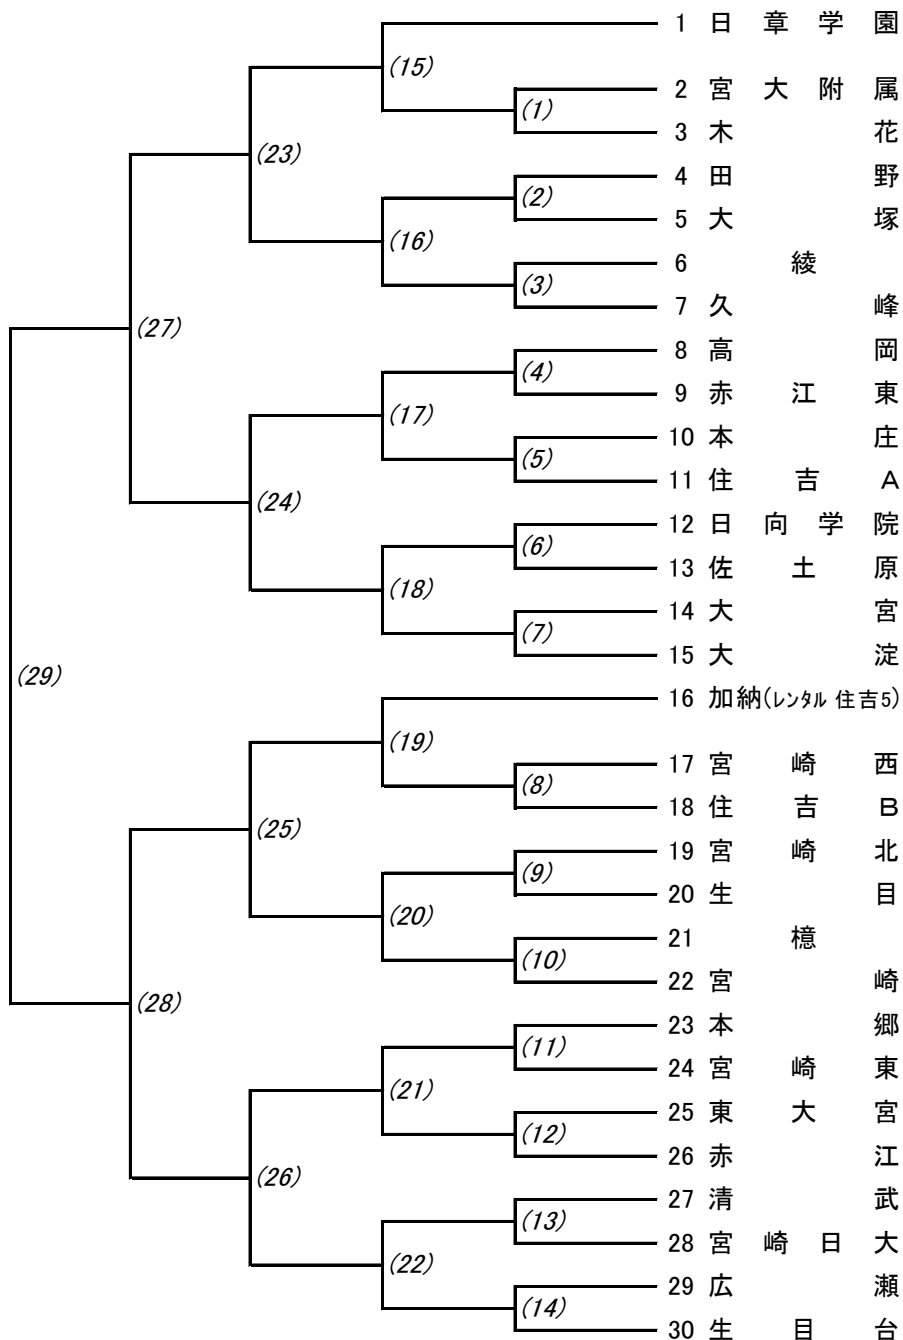 1 日章学園
(15)
2 宮大附属
(1)
3 木花
(23)
4 田野
(2)
5 大塚
(16)
6 綾
(3)
7 久峰
(27)
8 高岡
(4)
9 赤江東
(17)
10 本庄
(5)
11 住吉A
(24)
12 日向学院
(6)
13 佐土原
(18)
14 大宮
(7)
15 大淀
(29)
16 加納(レンタル 住吉5)
(19)
17 宮崎西
(8)
18 住吉B
(25)
19 宮崎北
(9)
20 生目
(20)
21 檍
(10)
22 宮崎
(28)
23 本郷
(11)
24 宮崎東
(21)
25 東大宮
(12)
26 赤江
(26)
27 清武
(13)
28 宮崎日大
(22)
29 広瀬
(14)
30 生目台